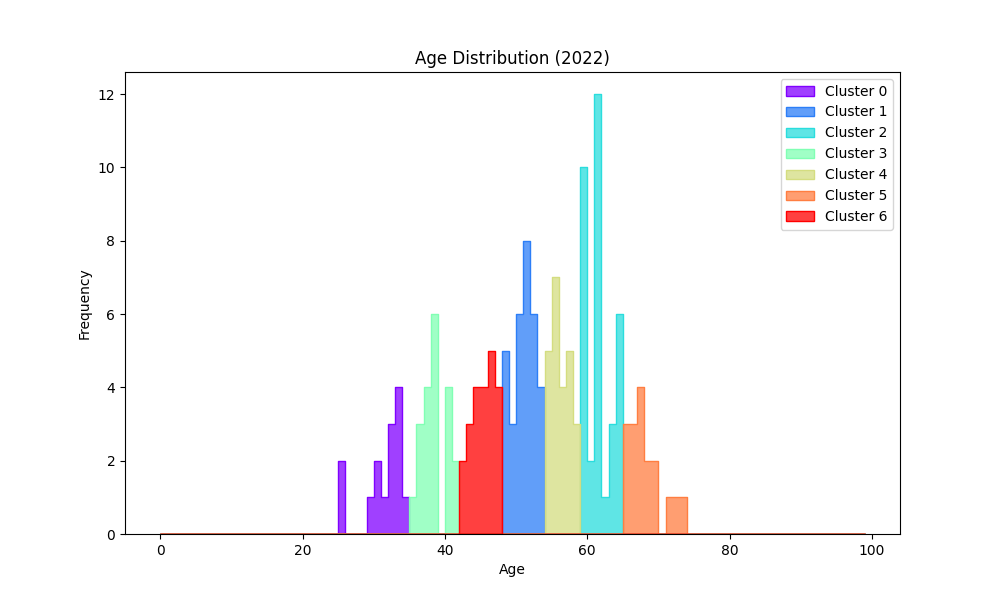 Age Distribution (2022)
Cluster 0
Cluster 1
Cluster 2
Cluster 3
Cluster 4
Cluster 5
Cluster 6
12
10
8
6
4
2
0
Frequency
0 20 40 60 80 100
Age